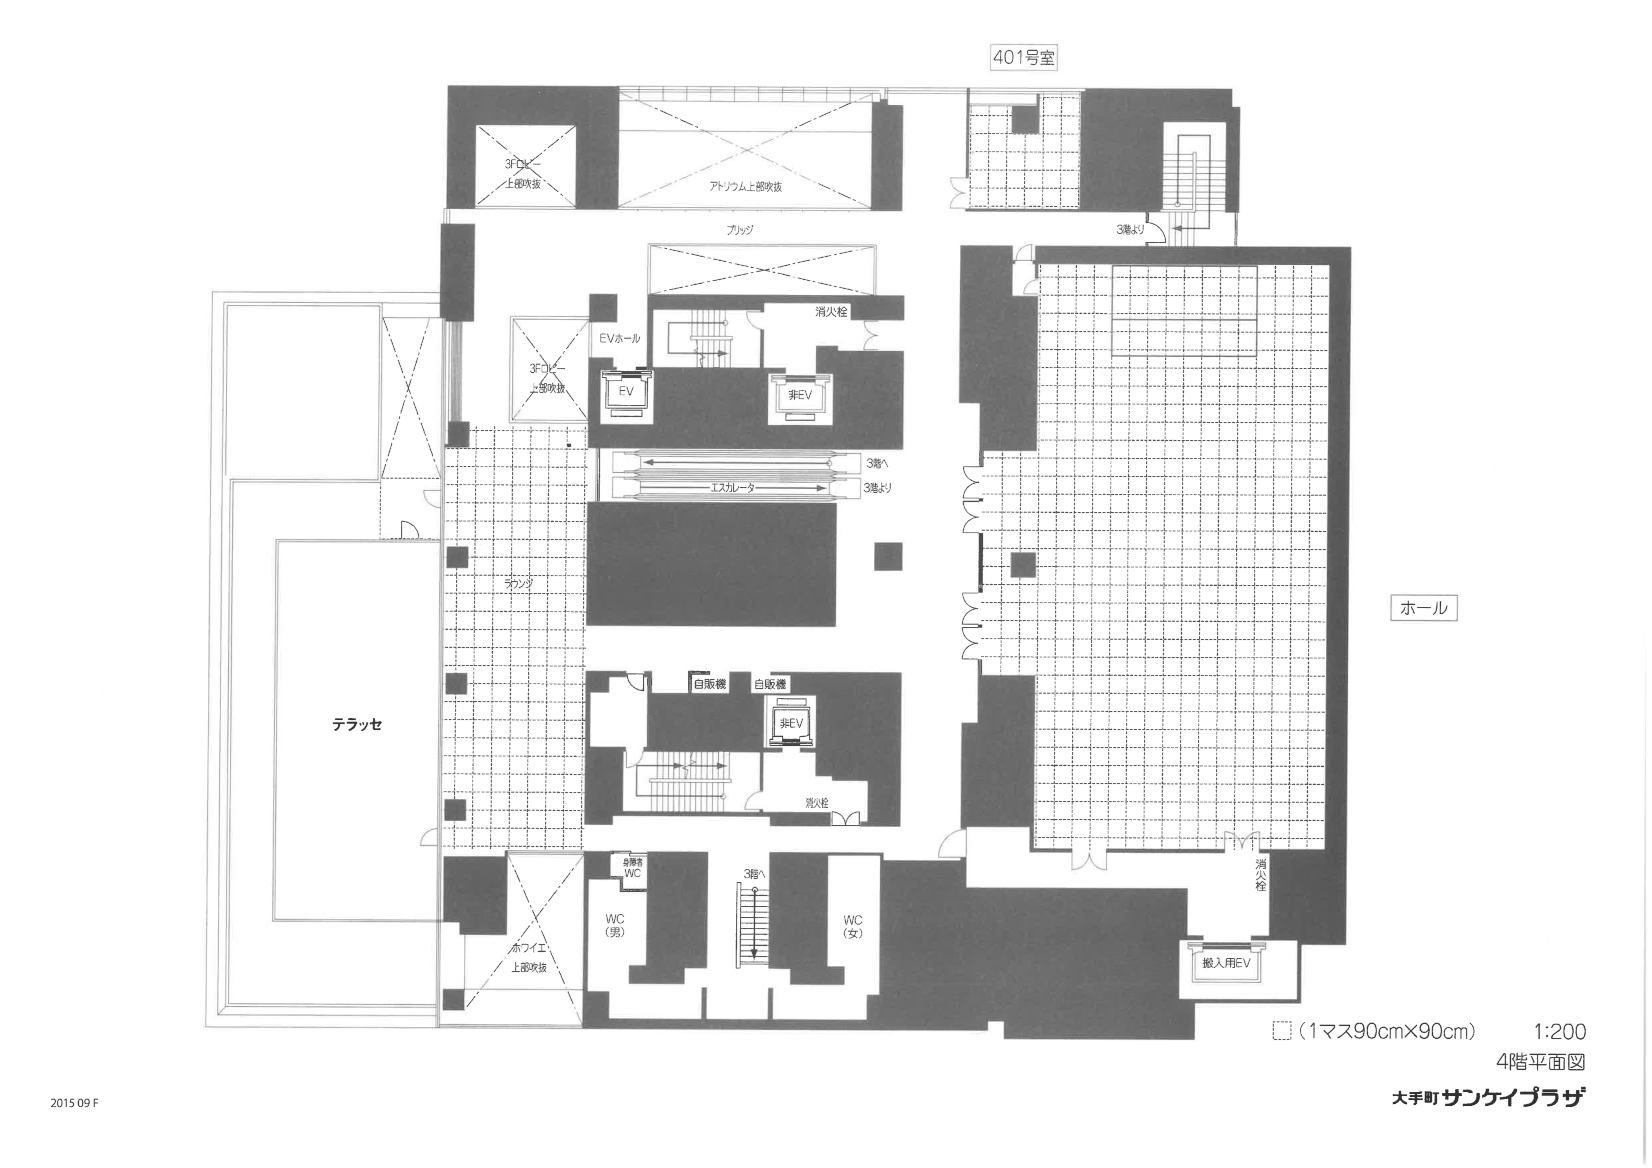 401号室
3Fロビー
上部吹抜
アトリウム上部吹抜
ブリッジ
3階より
消火栓
EVホール
3Fロビー
上部吹抜
EV
非EV
3階へ
エスカレータ
3階より
ラウンジ
ホール
テラッセ
自販機
自販機
非EV
消火栓
身障者
WC
3階へ
消火栓
WC
(男)
WC
(女)
ホワイエ
上部吹抜
搬入用EV
(1マス90cm×90cm)
1:200
4階平面図
大手町サンケイプラザ
2015 09 F